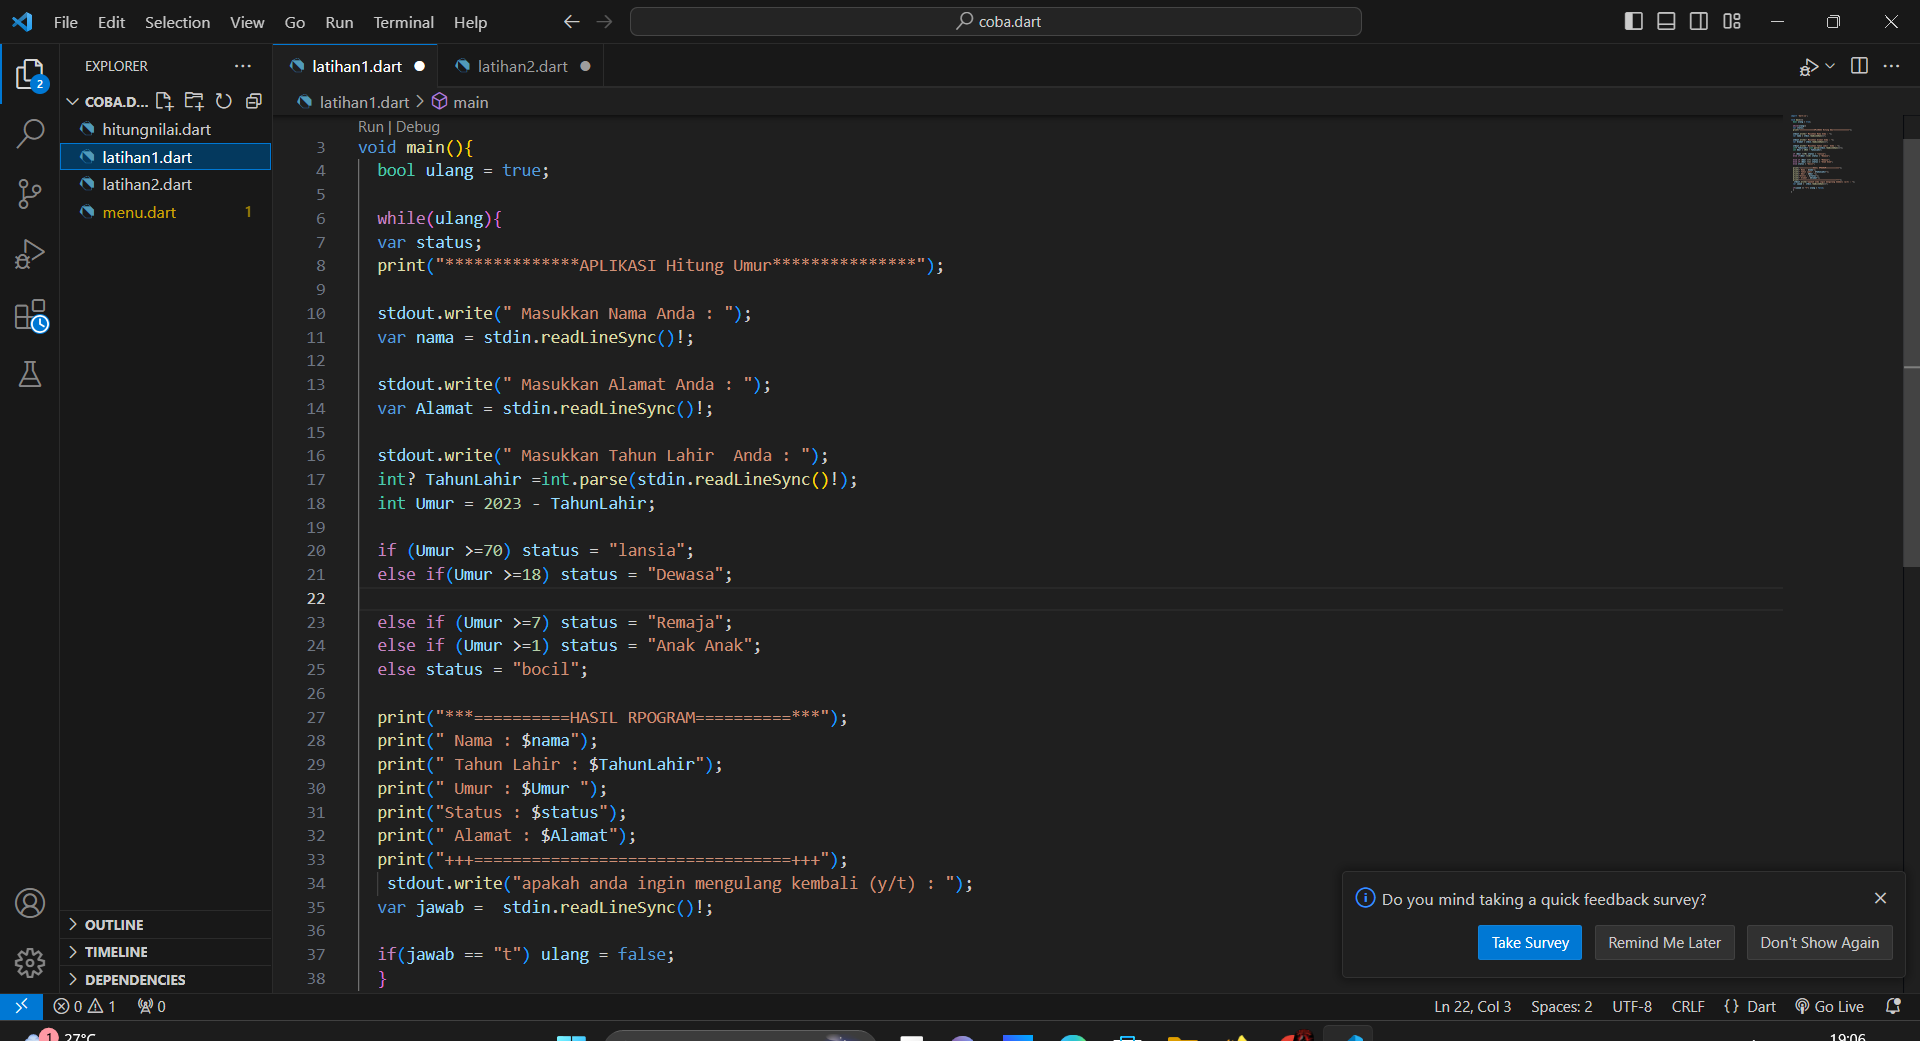 File Edit Selection View Go Run Terminal Help
coba.dart
EXPLORER
latihan1.dart
latihan2.dart
COBA.D...
latihan1.dart > main
hitungnilai.dart
latihan1.dart
latihan2.dart
menu.dart 1
2
Run | Debug
3 void main(){
4 bool ulang = true;
5
6 while(ulang){
7 var status;
8 print("**************APLIKASI Hitung Umur***************");
9
10 stdout.write(" Masukkan Nama Anda : ");
11 var nama = stdin.readLineSync()!;
12
13 stdout.write(" Masukkan Alamat Anda : ");
14 var Alamat = stdin.readLineSync()!;
15
16 stdout.write(" Masukkan Tahun Lahir  Anda : ");
17 int? TahunLahir =int.parse(stdin.readLineSync()!);
18 int Umur = 2023 - TahunLahir;
19
20 if (Umur >=70) status = "lansia";
21 else if(Umur >=18) status = "Dewasa";
22
23 else if (Umur >=7) status = "Remaja";
24 else if (Umur >=1) status = "Anak Anak";
25 else status = "bocil";
26
27 print("***==========HASIL RPOGRAM==========***");
28 print(" Nama : $nama");
29 print(" Tahun Lahir : $TahunLahir");
30 print(" Umur : $Umur ");
31 print("Status : $status");
32 print(" Alamat : $Alamat");
33 print("+++=================================+++");
34 stdout.write("apakah anda ingin mengulang kembali (y/t) : ");
35 var jawab =  stdin.readLineSync()!;
36
37 if(jawab == "t") ulang = false;
38 }
OUTLINE
TIMELINE
DEPENDENCIES
Do you mind taking a quick feedback survey?
Take Survey
Remind Me Later
Don't Show Again
0 1 0
Ln 22, Col 3 Spaces: 2 UTF-8 CRLF {} Dart Go Live
1 27°C
19:06